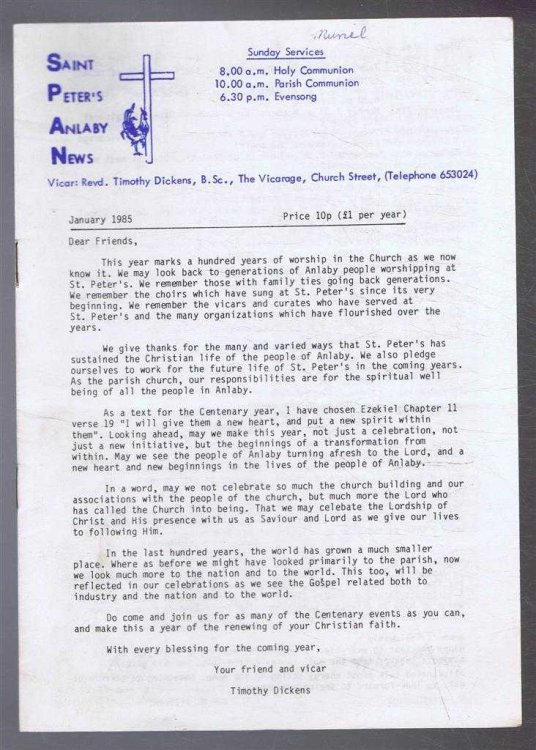 Muriel
SAINT
PETER'S
ANLABY
NEWS
Sunday Services
8.00 a.m. Holy Communion
10.00 a.m. Parish Communion
6.30 p.m. Evensong
Vicar: Revd. Timothy Dickens, B.Sc., The Vicarage, Church Street, (Telephone 653024)
January 1985
Price 10p (£1 per year)
Dear Friends,
This year marks a hundred years of worship in the Church as we now
know it. We may look back to generations of Anlaby people worshipping at
St. Peter's. We remember those with family ties going back generations.
We remember the choirs which have sung at St. Peter's since its very
beginning. We remember the vicars and curates who have served at
St. Peter's and the many organizations which have flourished over the
years.
We give thanks for the many and varied ways that St. Peter's has
sustained the Christian life of the people of Anlaby. We also pledge
ourselves to work for the future life of St. Peter's in the coming years.
As the parish church, our responsibilities are for the spiritual well
being of all the people in Anlaby.
As a text for the Centenary year, I have chosen Ezekiel Chapter 11
verse 19 "I will give them a new heart, and put a new spirit within
them". Looking ahead, may we make this year, not just a celebration, not
just a new initiative, but the beginnings of a transformation from
within. May we see the people of Anlaby turning afresh to the Lord, and a
new heart and new beginnings in the lives of the people of Anlaby.
In a word, may we not celebrate so much the church building and our
associations with the people of the church, but much more the Lord who
has called the Church into being. That we may celebate the Lordship of
Christ and His presence with us as Saviour and Lord as we give our lives
to following Him.
In the last hundred years, the world has grown a much smaller
place. Where as before we might have looked primarily to the parish, now
we look much more to the nation and to the world. This too, will be
reflected in our celebrations as we see the Gospel related both to
industry and the nation and to the world.
Do come and join us for as many of the Centenary events as you can,
and make this a year of the renewing of your Christian faith.
With every blessing for the coming year,
Your friend and vicar
Timothy Dickens